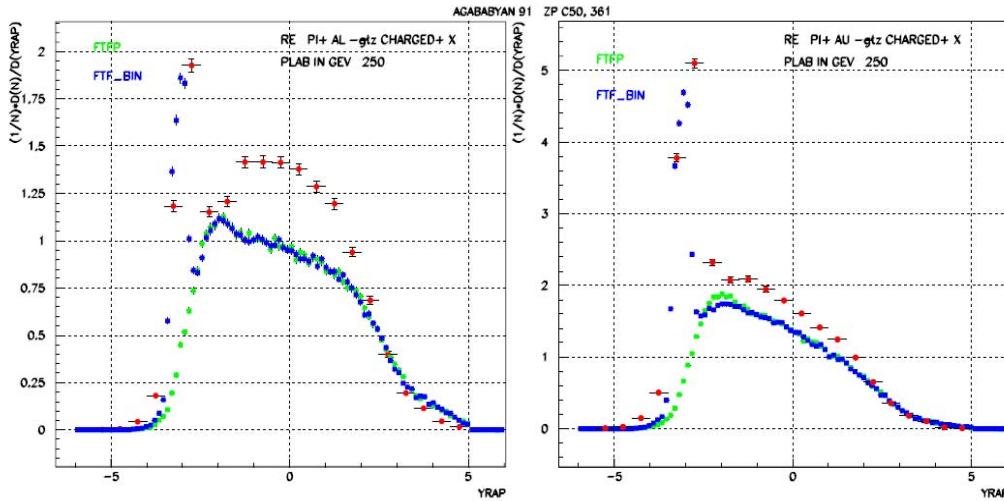 AGABABYAN 91 ZP C50, 361
(1/N)*D(N)/D(YRAP)
2
1.75
1.5
1.25
1
0.75
0.5
0.25
0
FTFP
FTF_BIN
RE PI+ AL -gtz CHARGED+ X
PLAB IN GEV 250
-5
0
5
YRAP
(1/N)*D(N)/D(YRAP)
5
4
3
2
1
0
FTFP
FTF_BIN
RE PI+ AU -gtz CHARGED+ X
PLAB IN GEV 250
-5
0
5
YRAP